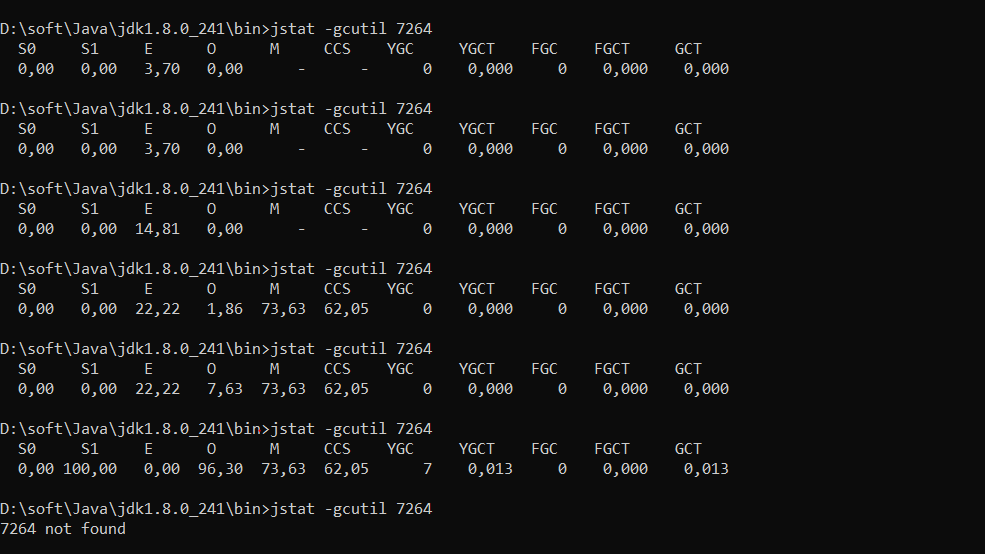 D:\soft\Java\jdk1.8.0_241\bin>jstat -gcutil 7264
S0 S1 E O M CCS YGC YGCT FGC FGCT GCT
0,00 0,00 3,70 0,00 - - 0 0,000 0 0,000 0,000
D:\soft\Java\jdk1.8.0_241\bin>jstat -gcutil 7264
S0 S1 E O M CCS YGC YGCT FGC FGCT GCT
0,00 0,00 3,70 0,00 - - 0 0,000 0 0,000 0,000
D:\soft\Java\jdk1.8.0_241\bin>jstat -gcutil 7264
S0 S1 E O M CCS YGC YGCT FGC FGCT GCT
0,00 0,00 14,81 0,00 - - 0 0,000 0 0,000 0,000
D:\soft\Java\jdk1.8.0_241\bin>jstat -gcutil 7264
S0 S1 E O M CCS YGC YGCT FGC FGCT GCT
0,00 0,00 22,22 1,86 73,63 62,05 0 0,000 0 0,000 0,000
D:\soft\Java\jdk1.8.0_241\bin>jstat -gcutil 7264
S0 S1 E O M CCS YGC YGCT FGC FGCT GCT
0,00 0,00 22,22 7,63 73,63 62,05 0 0,000 0 0,000 0,000
D:\soft\Java\jdk1.8.0_241\bin>jstat -gcutil 7264
S0 S1 E O M CCS YGC YGCT FGC FGCT GCT
0,00 100,00 0,00 96,30 73,63 62,05 7 0,013 0 0,000 0,013
D:\soft\Java\jdk1.8.0_241\bin>jstat -gcutil 7264
7264 not found